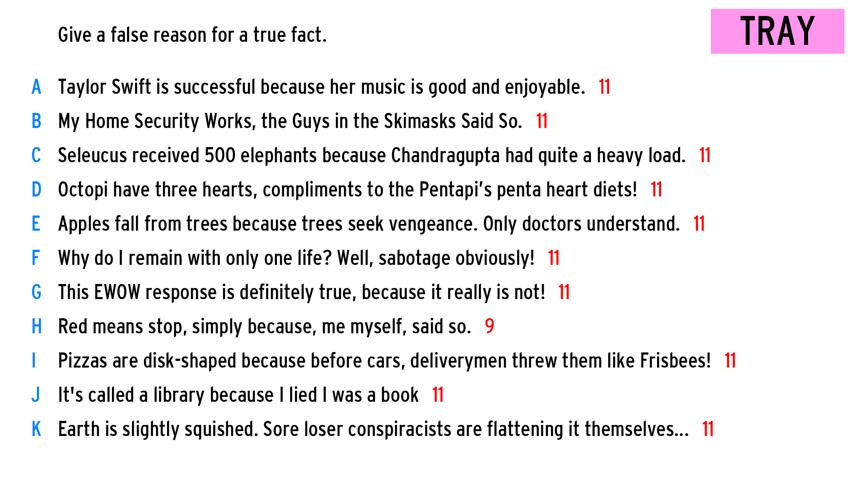 Give a false reason for a true fact.
TRAY
A Taylor Swift is successful because her music is good and enjoyable. 11
B My Home Security Works, the Guys in the Skimasks Said So. 11
C Seleucus received 500 elephants because Chandragupta had quite a heavy load. 11
D Octopi have three hearts, compliments to the Pentapi's penta heart diets! 11
E Apples fall from trees because trees seek vengeance. Only doctors understand. 11
F Why do I remain with only one life? Well, sabotage obviously! 11
G This EWOW response is definitely true, because it really is not! 11
H Red means stop, simply because, me myself, said so. 9
I Pizzas are disk-shaped because before cars, deliverymen threw them like Frisbees! 11
J It's called a library because I lied I was a book 11
K Earth is slightly squished. Sore loser conspiracists are flattening it themselves... 11